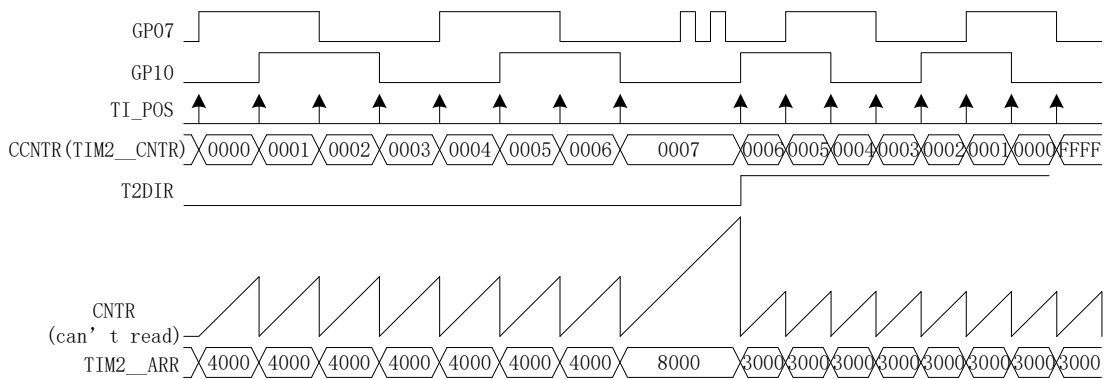 GP07
GP10
TI_POS
CCNTR(TIM2__CNTR) 0000 0001 0002 0003 0004 0005 0006 0007 0006 0005 0004 0003 0002 0001 0000 FFFF
T2DIR
CNTR
(can't read)
TIM2__ARR 4000 4000 4000 4000 4000 4000 4000 8000 3000 3000 3000 3000 3000 3000 3000 3000